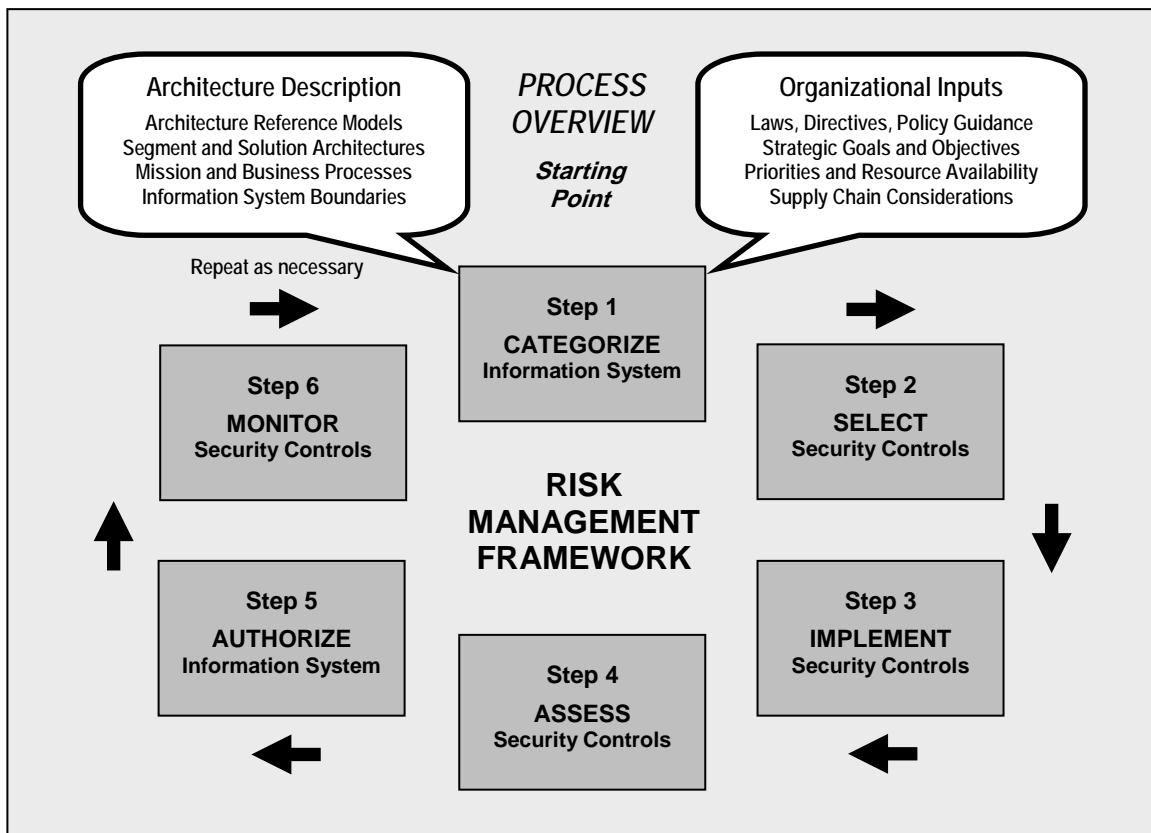 Architecture Description
Architecture Reference Models
Segment and Solution Architectures
Mission and Business Processes
Information System Boundaries
PROCESS
OVERVIEW
Starting
Point
Organizational Inputs
Laws, Directives, Policy Guidance
Strategic Goals and Objectives
Priorities and Resource Availability
Supply Chain Considerations
Repeat as necessary
Step 1
CATEGORIZE
Information System
Step 2
SELECT
Security Controls
Step 3
IMPLEMENT
Security Controls
Step 4
ASSESS
Security Controls
Step 5
AUTHORIZE
Information System
Step 6
MONITOR
Security Controls
RISK
MANAGEMENT
FRAMEWORK